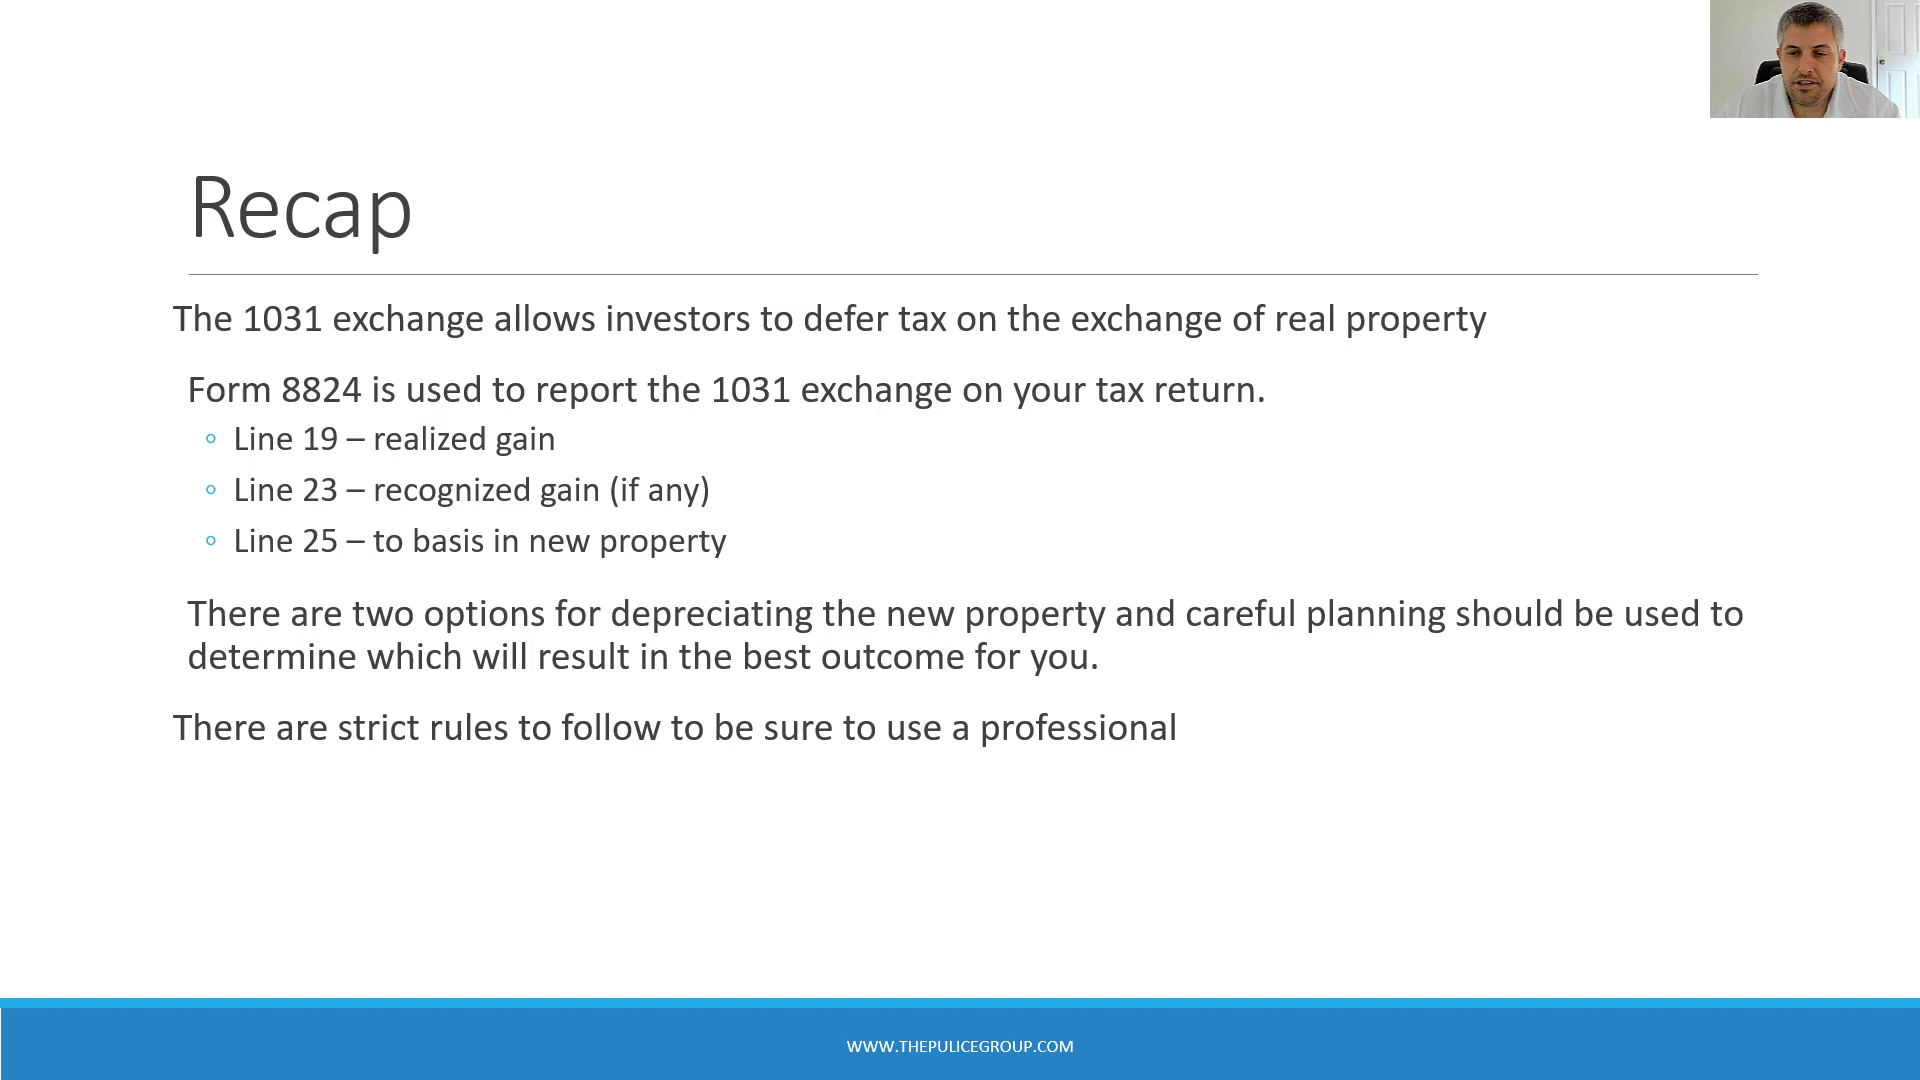 Recap
The 1031 exchange allows investors to defer tax on the exchange of real property
Form 8824 is used to report the 1031 exchange on your tax return.
◦ Line 19 – realized gain
◦ Line 23 – recognized gain (if any)
◦ Line 25 – to basis in new property
There are two options for depreciating the new property and careful planning should be used to
determine which will result in the best outcome for you.
There are strict rules to follow to be sure to use a professional
WWW.THEPULICEGROUP.COM